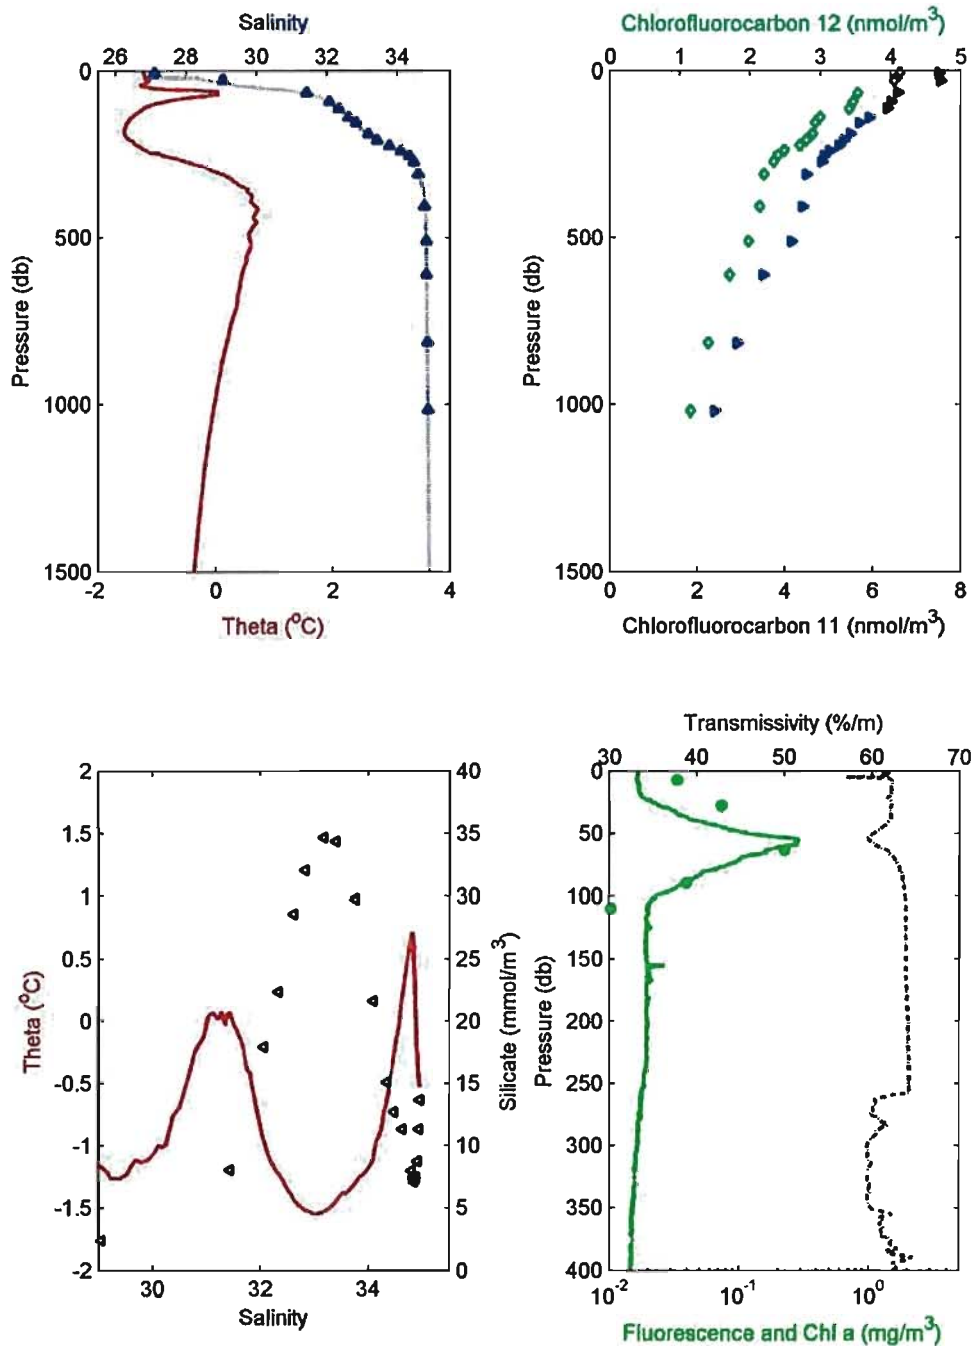 Salinity
26 28 30 32 34
0
500
1000
1500
Pressure (db)
-2 0 2 4
Theta (°C)
Chlorofluorocarbon 12 (nmol/m³)
0 1 2 3 4 5
0
500
1000
1500
Pressure (db)
0 2 4 6 8
Chlorofluorocarbon 11 (nmol/m³)
2
1.5
1
0.5
0
-0.5
-1
-1.5
-2
Theta (°C)
40
35
30
25
20
15
10
5
0
Silicate (mmol/m³)
30 32 34
Salinity
Transmissivity (%/m)
30 40 50 60 70
0
50
100
150
200
250
300
350
400
Pressure (db)
10⁻² 10⁻¹ 10⁰
Fluorescence and Chl a (mg/m³)